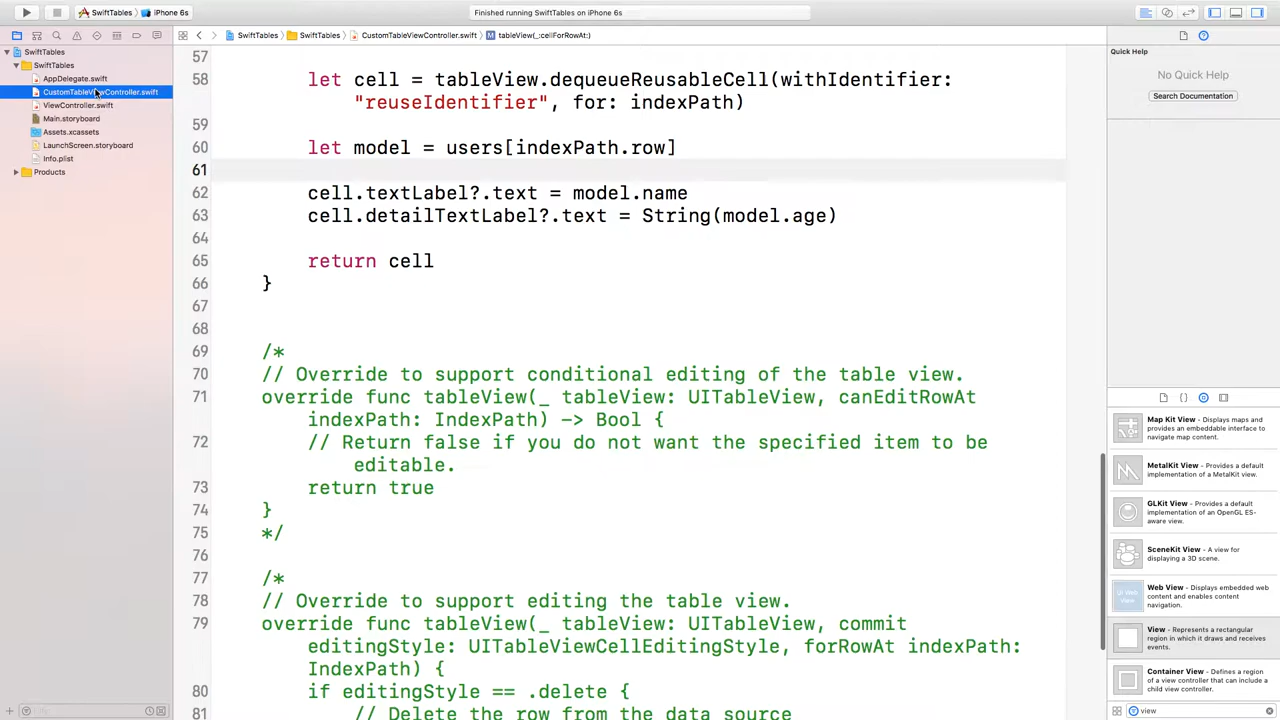 SwiftTables
iPhone 6s
Finished running SwiftTables on iPhone 6s
SwiftTables
SwiftTables
CustomTableViewController.swift
tableView(_:cellForRowAt:)
SwiftTables
SwiftTables
AppDelegate.swift
CustomTableViewController.swift
ViewController.swift
Main.storyboard
Assets.xcassets
LaunchScreen.storyboard
Info.plist
Products
57
58 let cell = tableView.dequeueReusableCell(withIdentifier:
"reuseIdentifier", for: indexPath)
59
60 let model = users[indexPath.row]
61
62 cell.textLabel?.text = model.name
63 cell.detailTextLabel?.text = String(model.age)
64
65 return cell
66 }
67
68
69 /*
70 // Override to support conditional editing of the table view.
71 override func tableView(_ tableView: UITableView, canEditRowAt
indexPath: IndexPath) -> Bool {
72 // Return false if you do not want the specified item to be
editable.
73 return true
74 }
75 */
76
77 /*
78 // Override to support editing the table view.
79 override func tableView(_ tableView: UITableView, commit
editingStyle: UITableViewCellEditingStyle, forRowAt indexPath:
IndexPath) {
80 if editingStyle == .delete {
81 // Delete the row from the data source
Quick Help
No Quick Help
Search Documentation
Map Kit View - Displays maps and
provides an embeddable interface to
navigate map content.
MetalKit View - Provides a default
implementation of a MetalKit view.
GLKit View - Provides a default
implementation of an OpenGL ES-
aware view.
SceneKit View - A view for
displaying a 3D scene.
Web View - Displays embedded web
content and enables content
navigation.
View - Represents a rectangular
region in which it draws and receives
events.
Container View - Defines a region
of a view controller that can include a
child view controller.
view